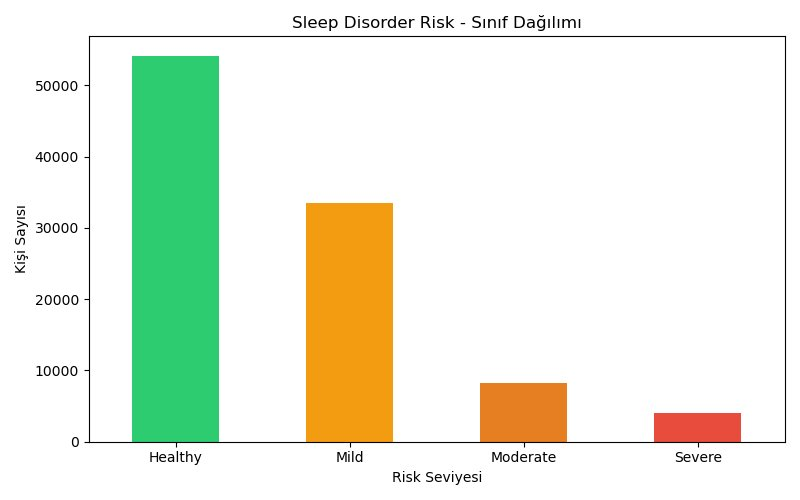 Sleep Disorder Risk - Sınıf Dağılımı
Kişi Sayısı
50000
40000
30000
20000
10000
0
Healthy Mild Moderate Severe
Risk Seviyesi